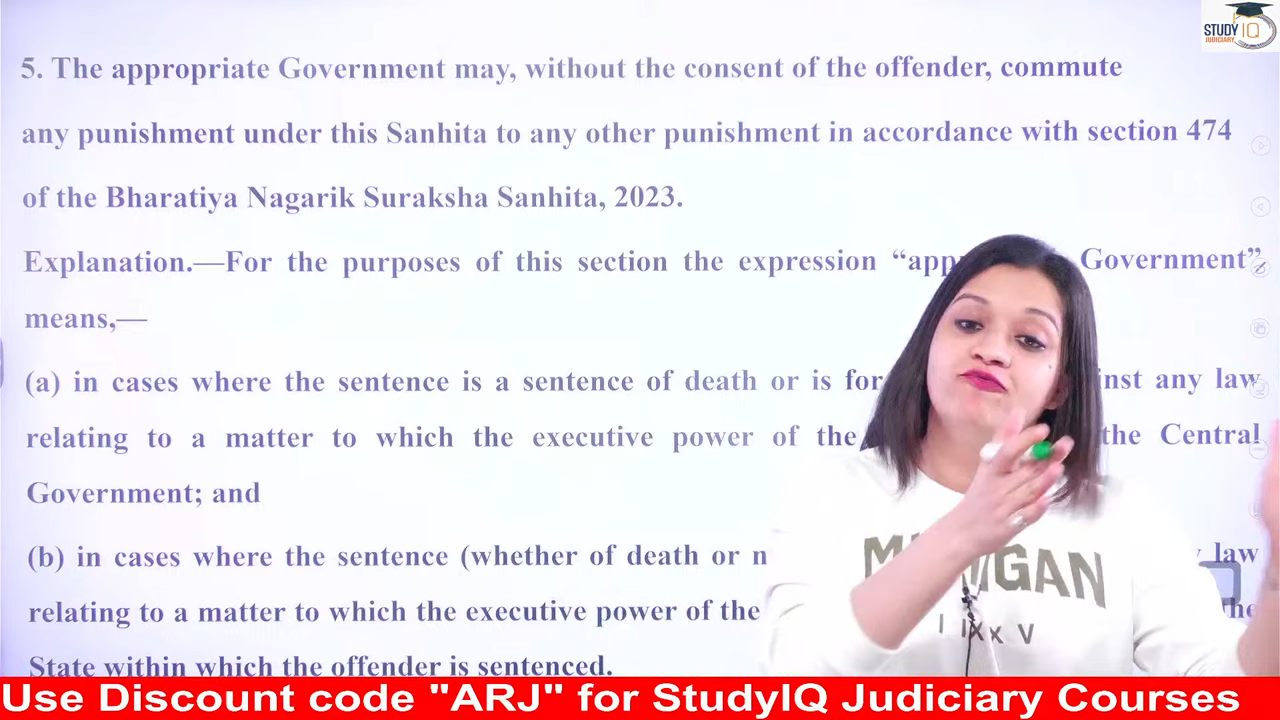 STUDY IQ
JUDICIARY
5. The appropriate Government may, without the consent of the offender, commute
any punishment under this Sanhita to any other punishment in accordance with section 474
of the Bharatiya Nagarik Suraksha Sanhita, 2023.
Explanation.—For the purposes of this section the expression “app Government”
means,—
(a) in cases where the sentence is a sentence of death or is for inst any law
relating to a matter to which the executive power of the the Central
Government; and
(b) in cases where the sentence (whether of death or n law
relating to a matter to which the executive power of the the
State within which the offender is sentenced.
GAN
Use Discount code "ARJ" for StudyIQ Judiciary Courses